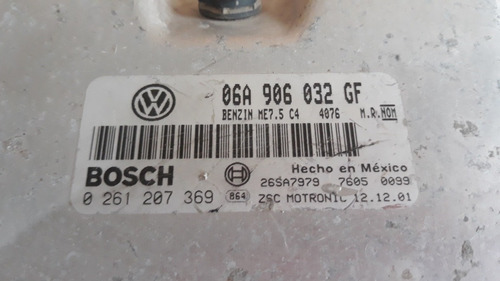 06A 906 032 GF
BENZIN ME7.5 C4 4076 M.R.NOM
BOSCH
Hecho en México
26SA7979 7605 0099
0 261 207 369
864
ZSC MOTRONIC 12.12.01